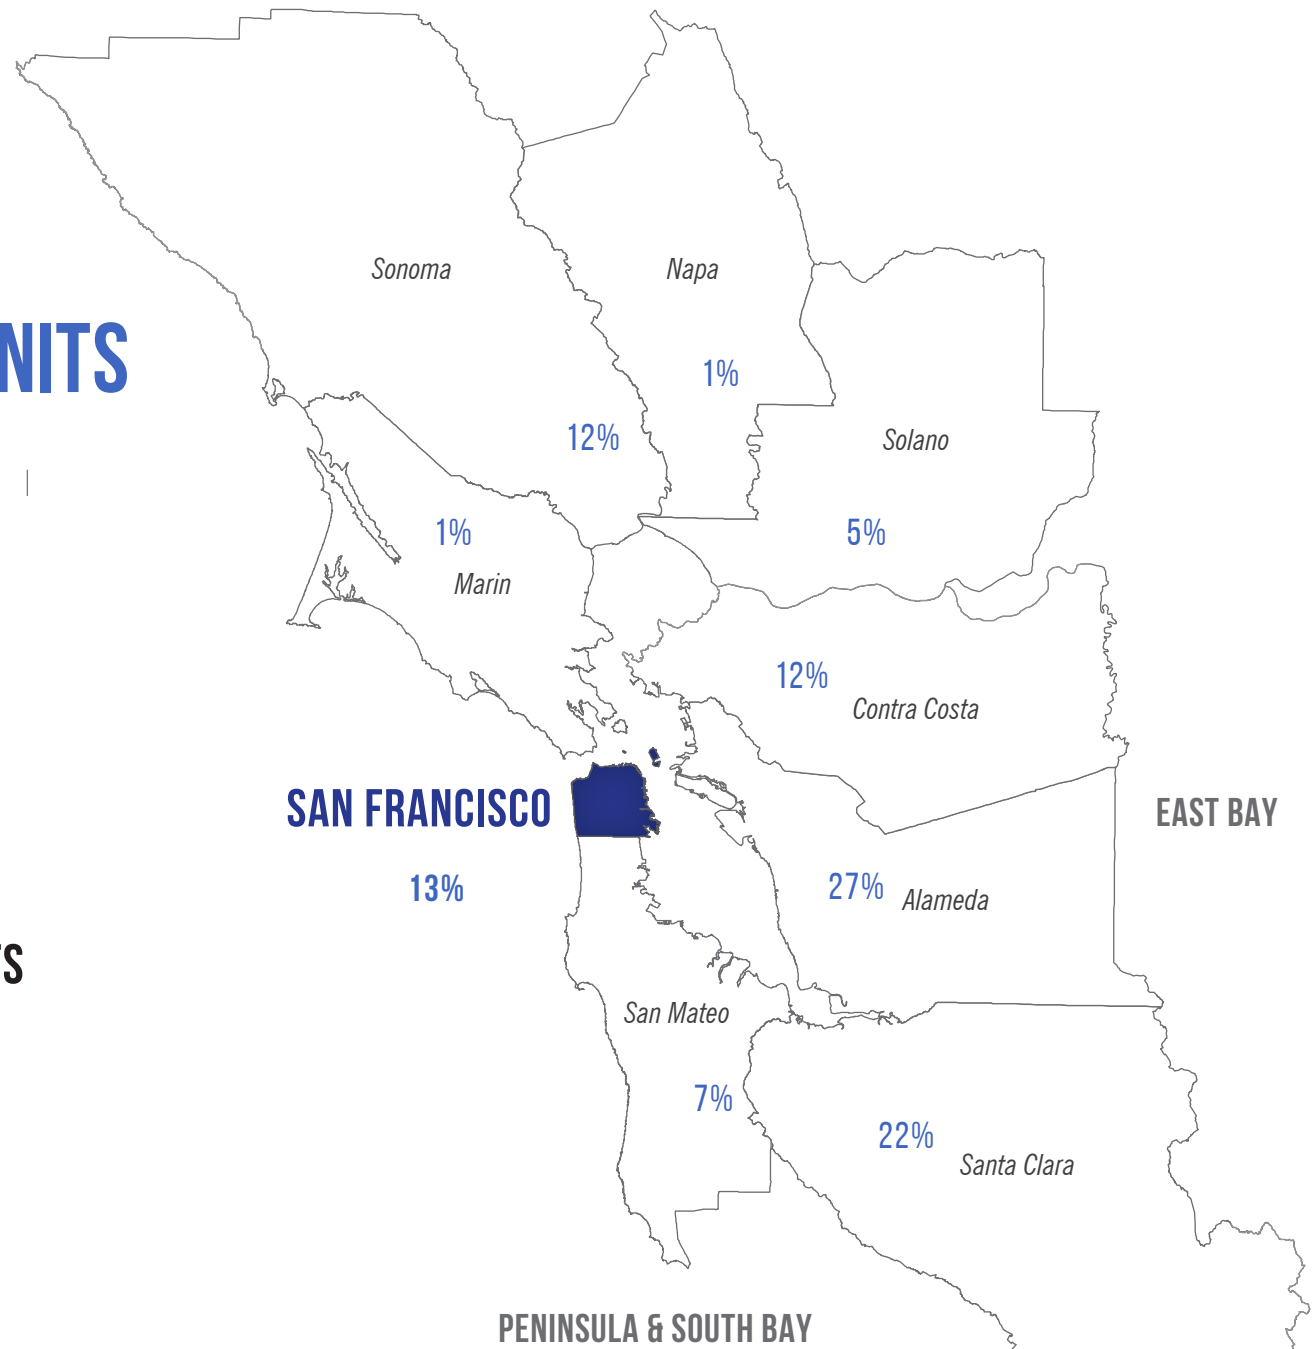 Sonoma
Napa
NITS
1%
12%
Solano
1%
5%
Marin
12%
Contra Costa
SAN FRANCISCO
EAST BAY
13%
27% Alameda
TS
San Mateo
7%
22%
Santa Clara
PENINSULA & SOUTH BAY